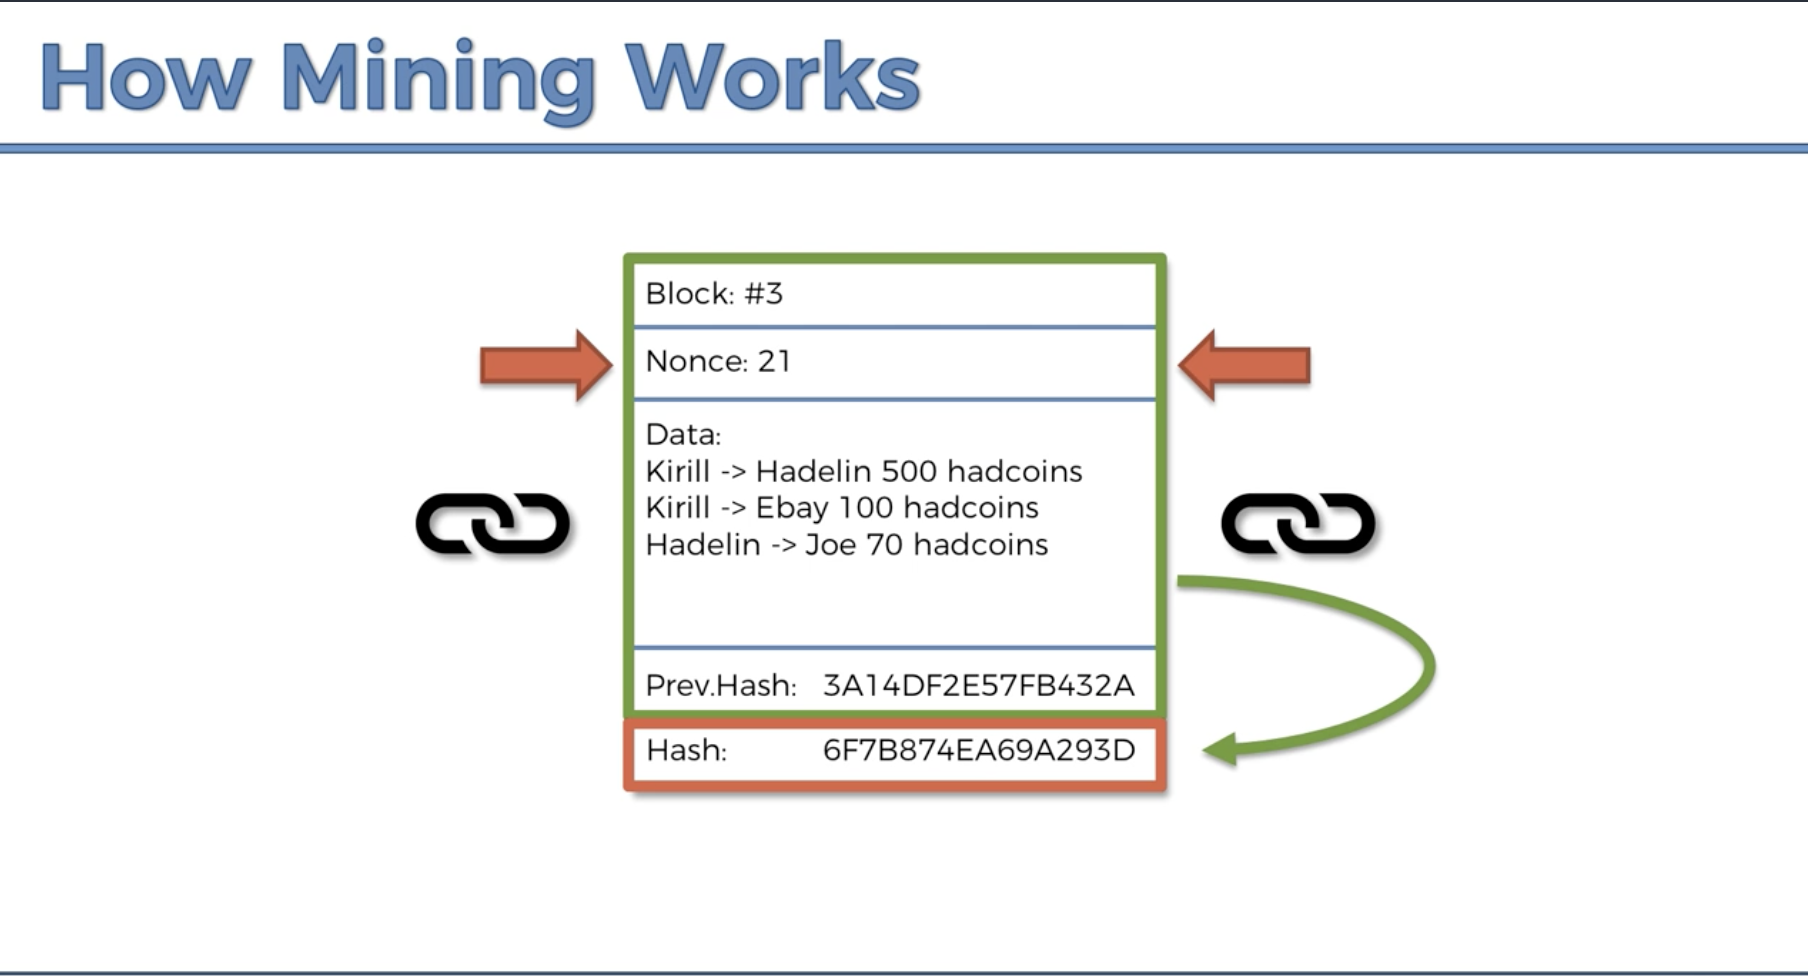 How Mining Works
Block: #3
Nonce: 21
Data:
Kirill -> Hadelin 500 hadcoins
Kirill -> Ebay 100 hadcoins
Hadelin -> Joe 70 hadcoins
Prev.Hash: 3A14DF2E57FB432A
Hash: 6F7B874EA69A293D